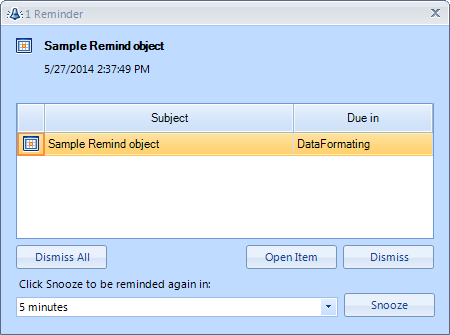 1 Reminder
Sample Remind object
5/27/2014 2:37:49 PM
Subject Due in
Sample Remind object DataFormating
Dismiss All Open Item Dismiss
Click Snooze to be reminded again in:
5 minutes Snooze